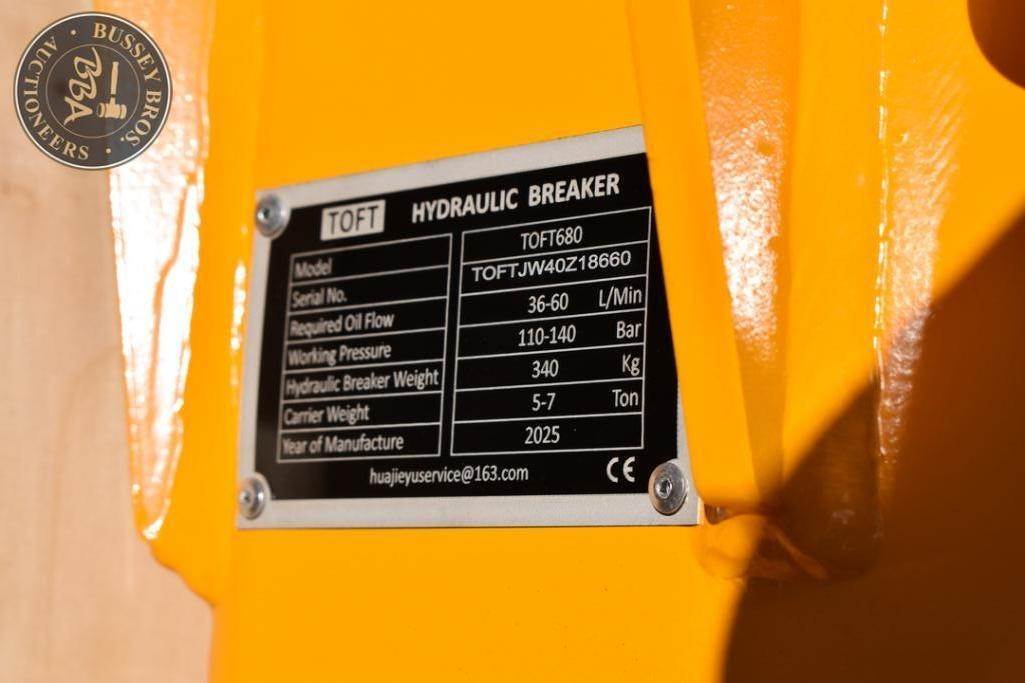 BUSSEY BROS.
AUCTIONEERS
BBA
TOFT HYDRAULIC BREAKER
Model TOFT680
Serial No. TOFTJW40Z18660
Required Oil Flow 36-60 L/Min
Working Pressure 110-140 Bar
Hydraulic Breaker Weight 340 Kg
Carrier Weight 5-7 Ton
Year of Manufacture 2025
huajieyuservice@163.com CE